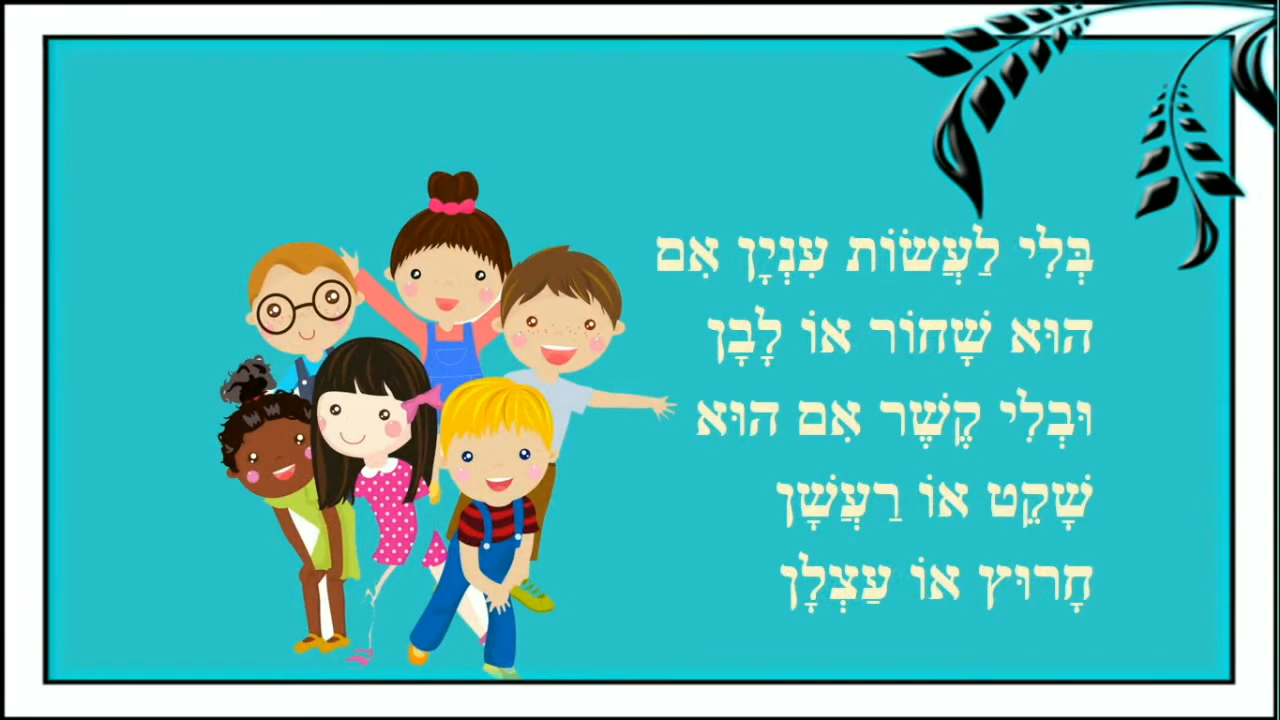 בְּלִי לַעֲשׂוֹת עִנְיָן אִם
הוּא שָׁחוֹר אוֹ לָבָן
וּבְלִי קֶשֶׁר אִם הוּא
שָׁקֵט אוֹ רַעֲשָׁן
חָרוּץ אוֹ עַצְלָן